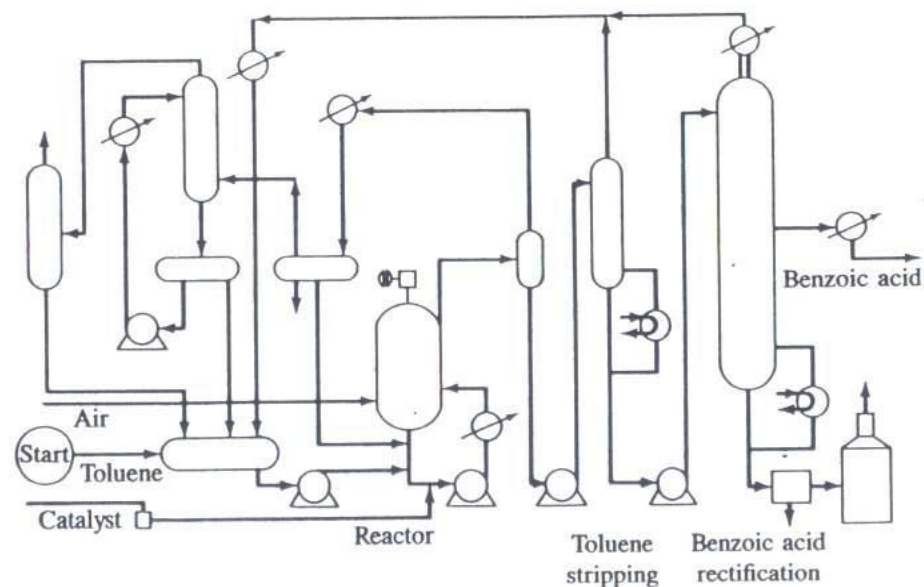 Benzoic acid
Air
Start
Toluene
Catalyst
Reactor
Toluene
stripping
Benzoic acid
rectification